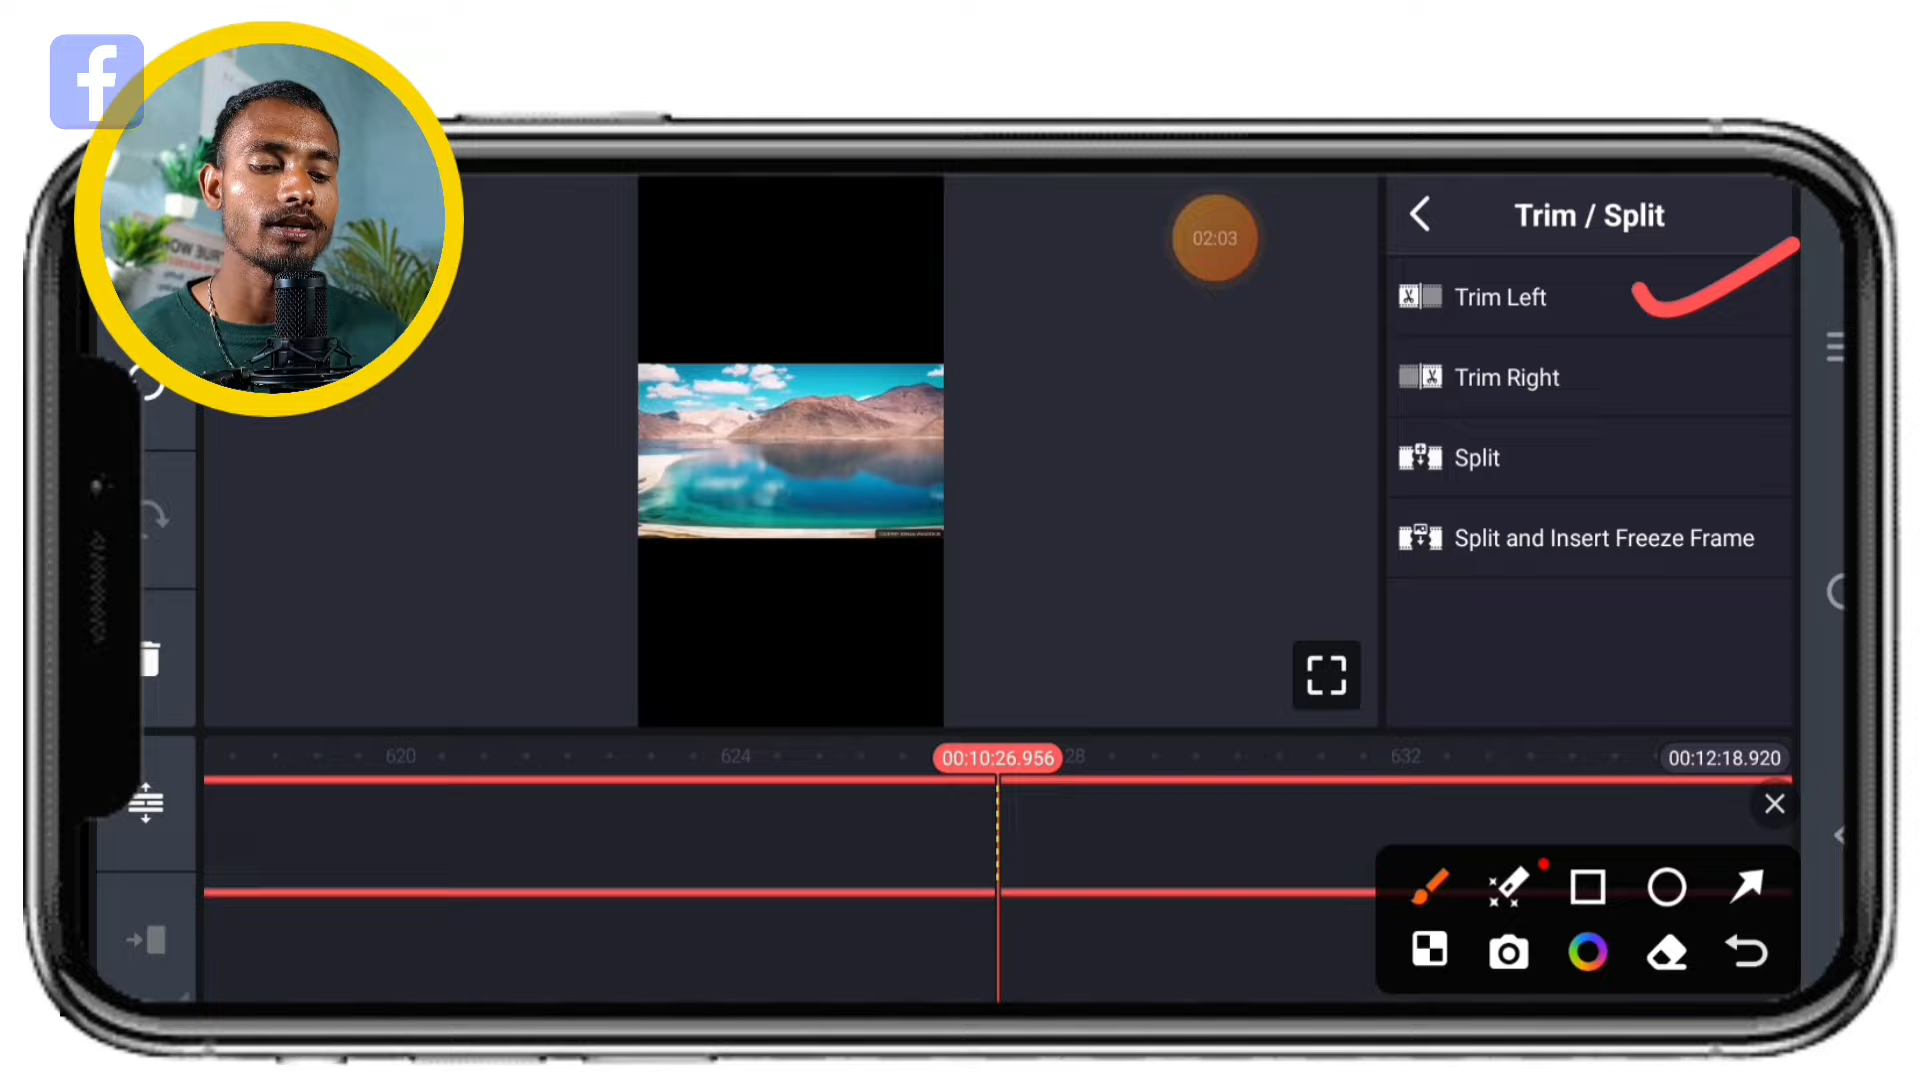 f
02:03
Trim / Split
Trim Left
Trim Right
Split
Split and Insert Freeze Frame
620
624
00:10:26.956
28
632
00:12:18.920